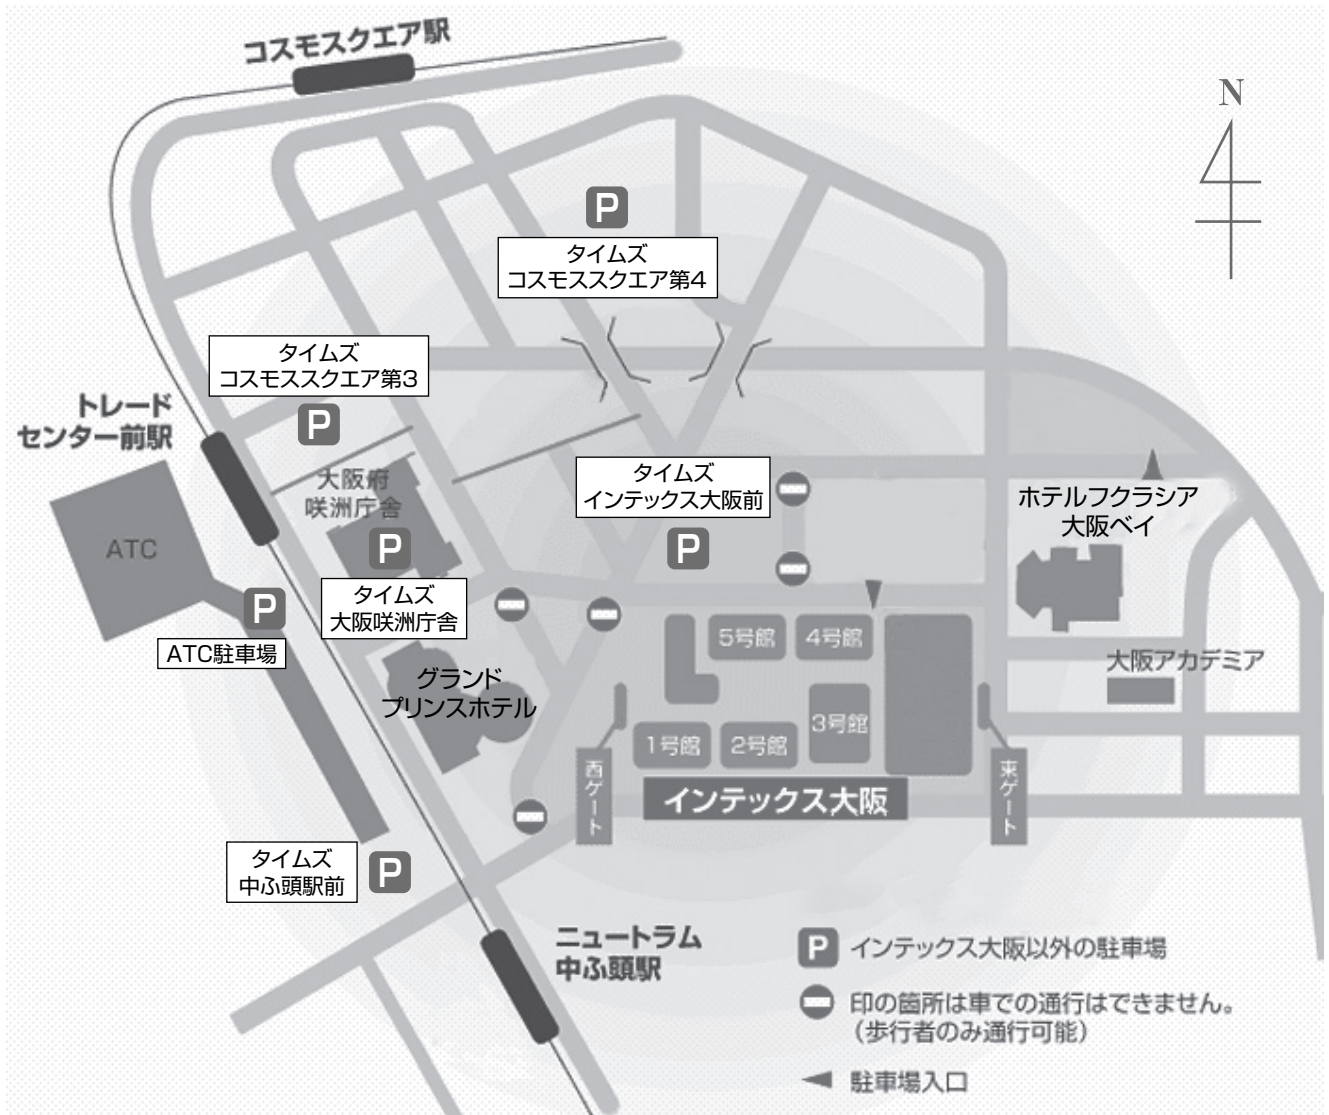 コスモスクエア駅
N
P
タイムズ
コスモススクエア第4
タイムズ
コスモススクエア第3
P
トレード
センター前駅
大阪府
咲洲庁舎
タイムズ
インテックス大阪前
P
ホテルフクラシア
大阪ベイ
ATC
P
タイムズ
大阪咲洲庁舎
P
ATC駐車場
5号館
4号館
グランド
プリンスホテル
大阪アカデミア
1号館
2号館
3号館
西ゲート
東ゲート
インテックス大阪
タイムズ
中ふ頭駅前
P
ニュートラム
中ふ頭駅
P インテックス大阪以外の駐車場
印の箇所は車での通行はできません。
（歩行者のみ通行可能）
駐車場入口